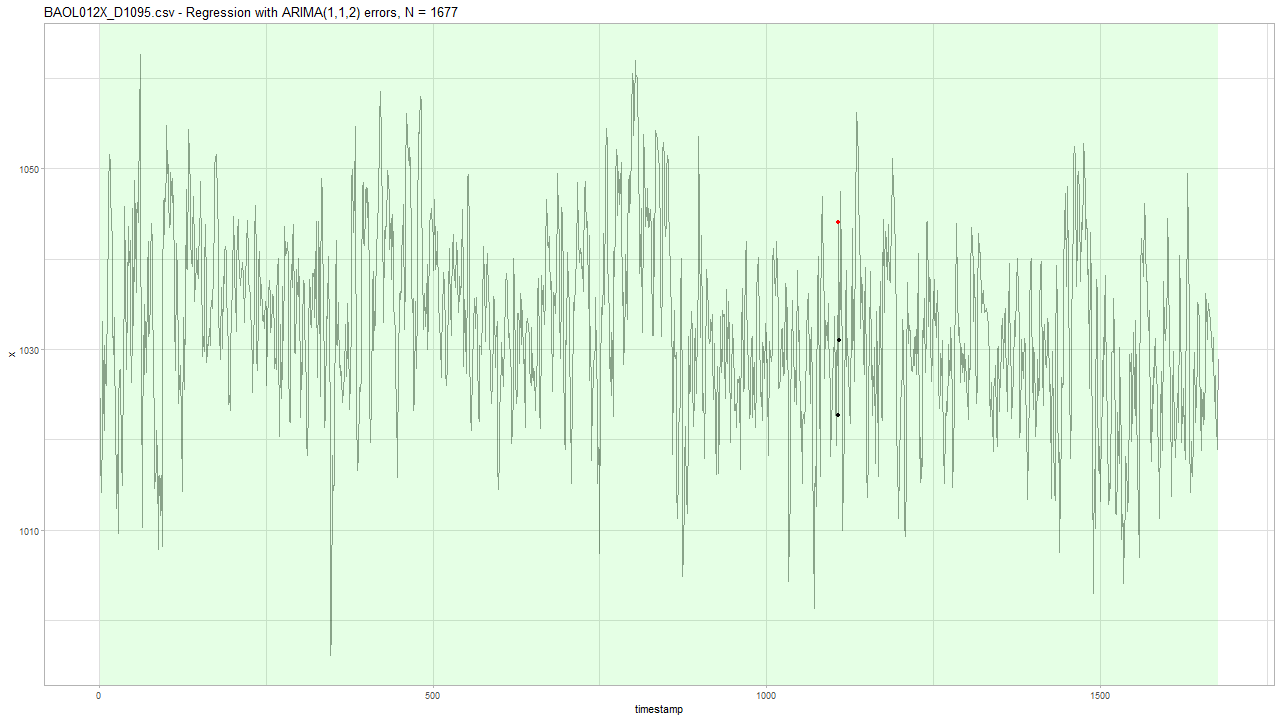 BAOL012X_D1095.csv - Regression with ARIMA(1,1,2) errors, N = 1677
1050
1030
x
1010
0 500 1000 1500
timestamp